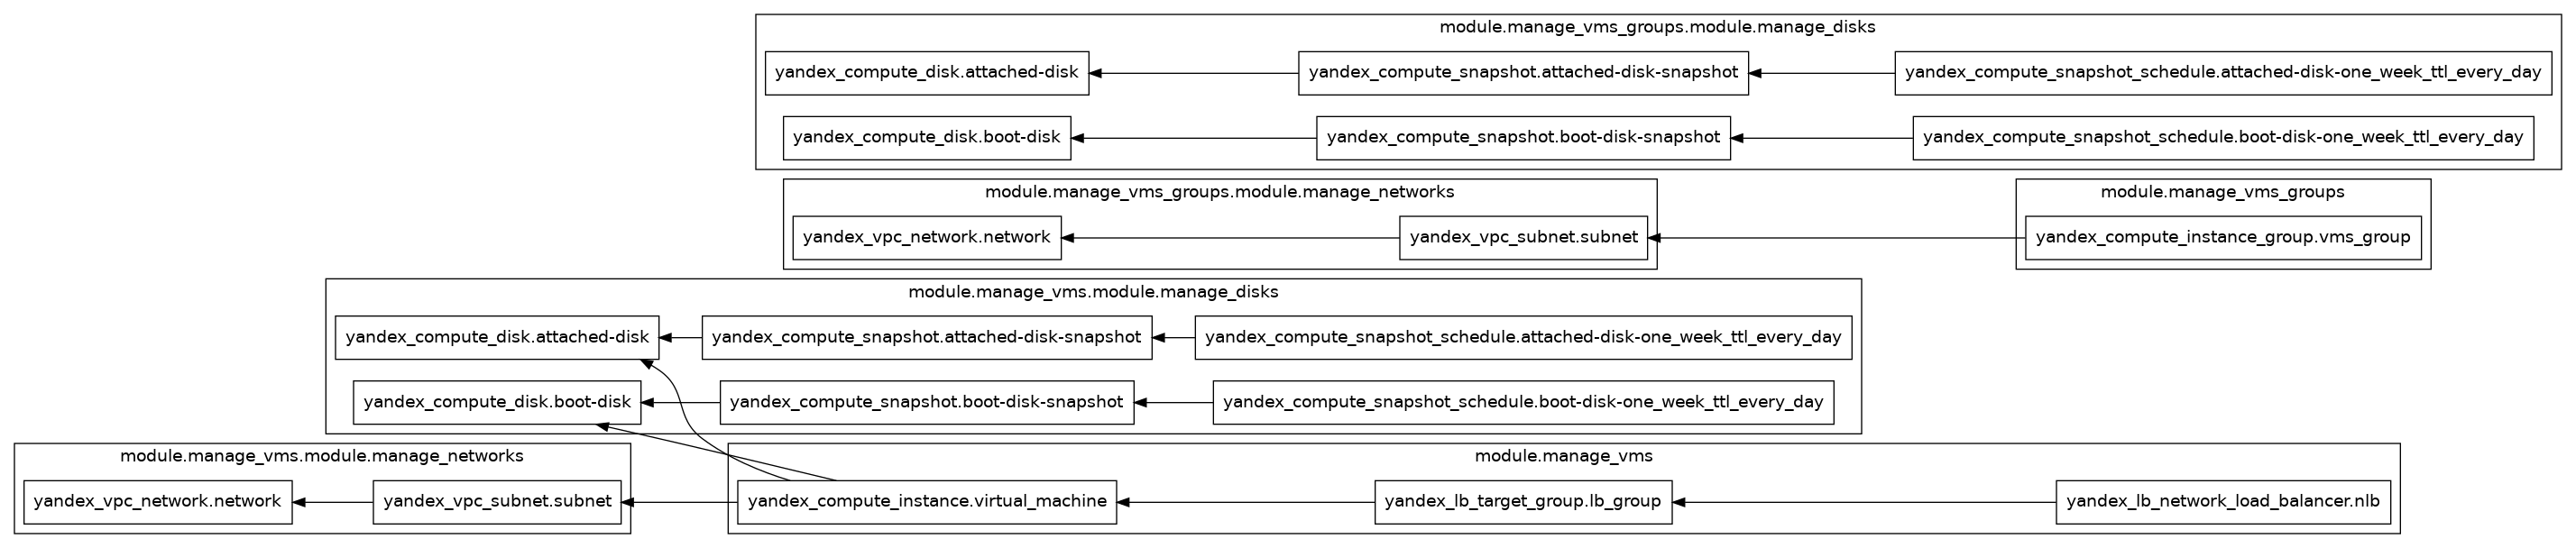 module.manage_vms_groups.module.manage_disks
yandex_compute_disk.attached-disk
yandex_compute_snapshot.attached-disk-snapshot
yandex_compute_snapshot_schedule.attached-disk-one_week_ttl_every_day
yandex_compute_disk.boot-disk
yandex_compute_snapshot.boot-disk-snapshot
yandex_compute_snapshot_schedule.boot-disk-one_week_ttl_every_day
module.manage_vms_groups.module.manage_networks
yandex_vpc_network.network
yandex_vpc_subnet.subnet
module.manage_vms_groups
yandex_compute_instance_group.vms_group
module.manage_vms.module.manage_disks
yandex_compute_disk.attached-disk
yandex_compute_snapshot.attached-disk-snapshot
yandex_compute_snapshot_schedule.attached-disk-one_week_ttl_every_day
yandex_compute_disk.boot-disk
yandex_compute_snapshot.boot-disk-snapshot
yandex_compute_snapshot_schedule.boot-disk-one_week_ttl_every_day
module.manage_vms.module.manage_networks
yandex_vpc_network.network
yandex_vpc_subnet.subnet
module.manage_vms
yandex_compute_instance.virtual_machine
yandex_lb_target_group.lb_group
yandex_lb_network_load_balancer.nlb